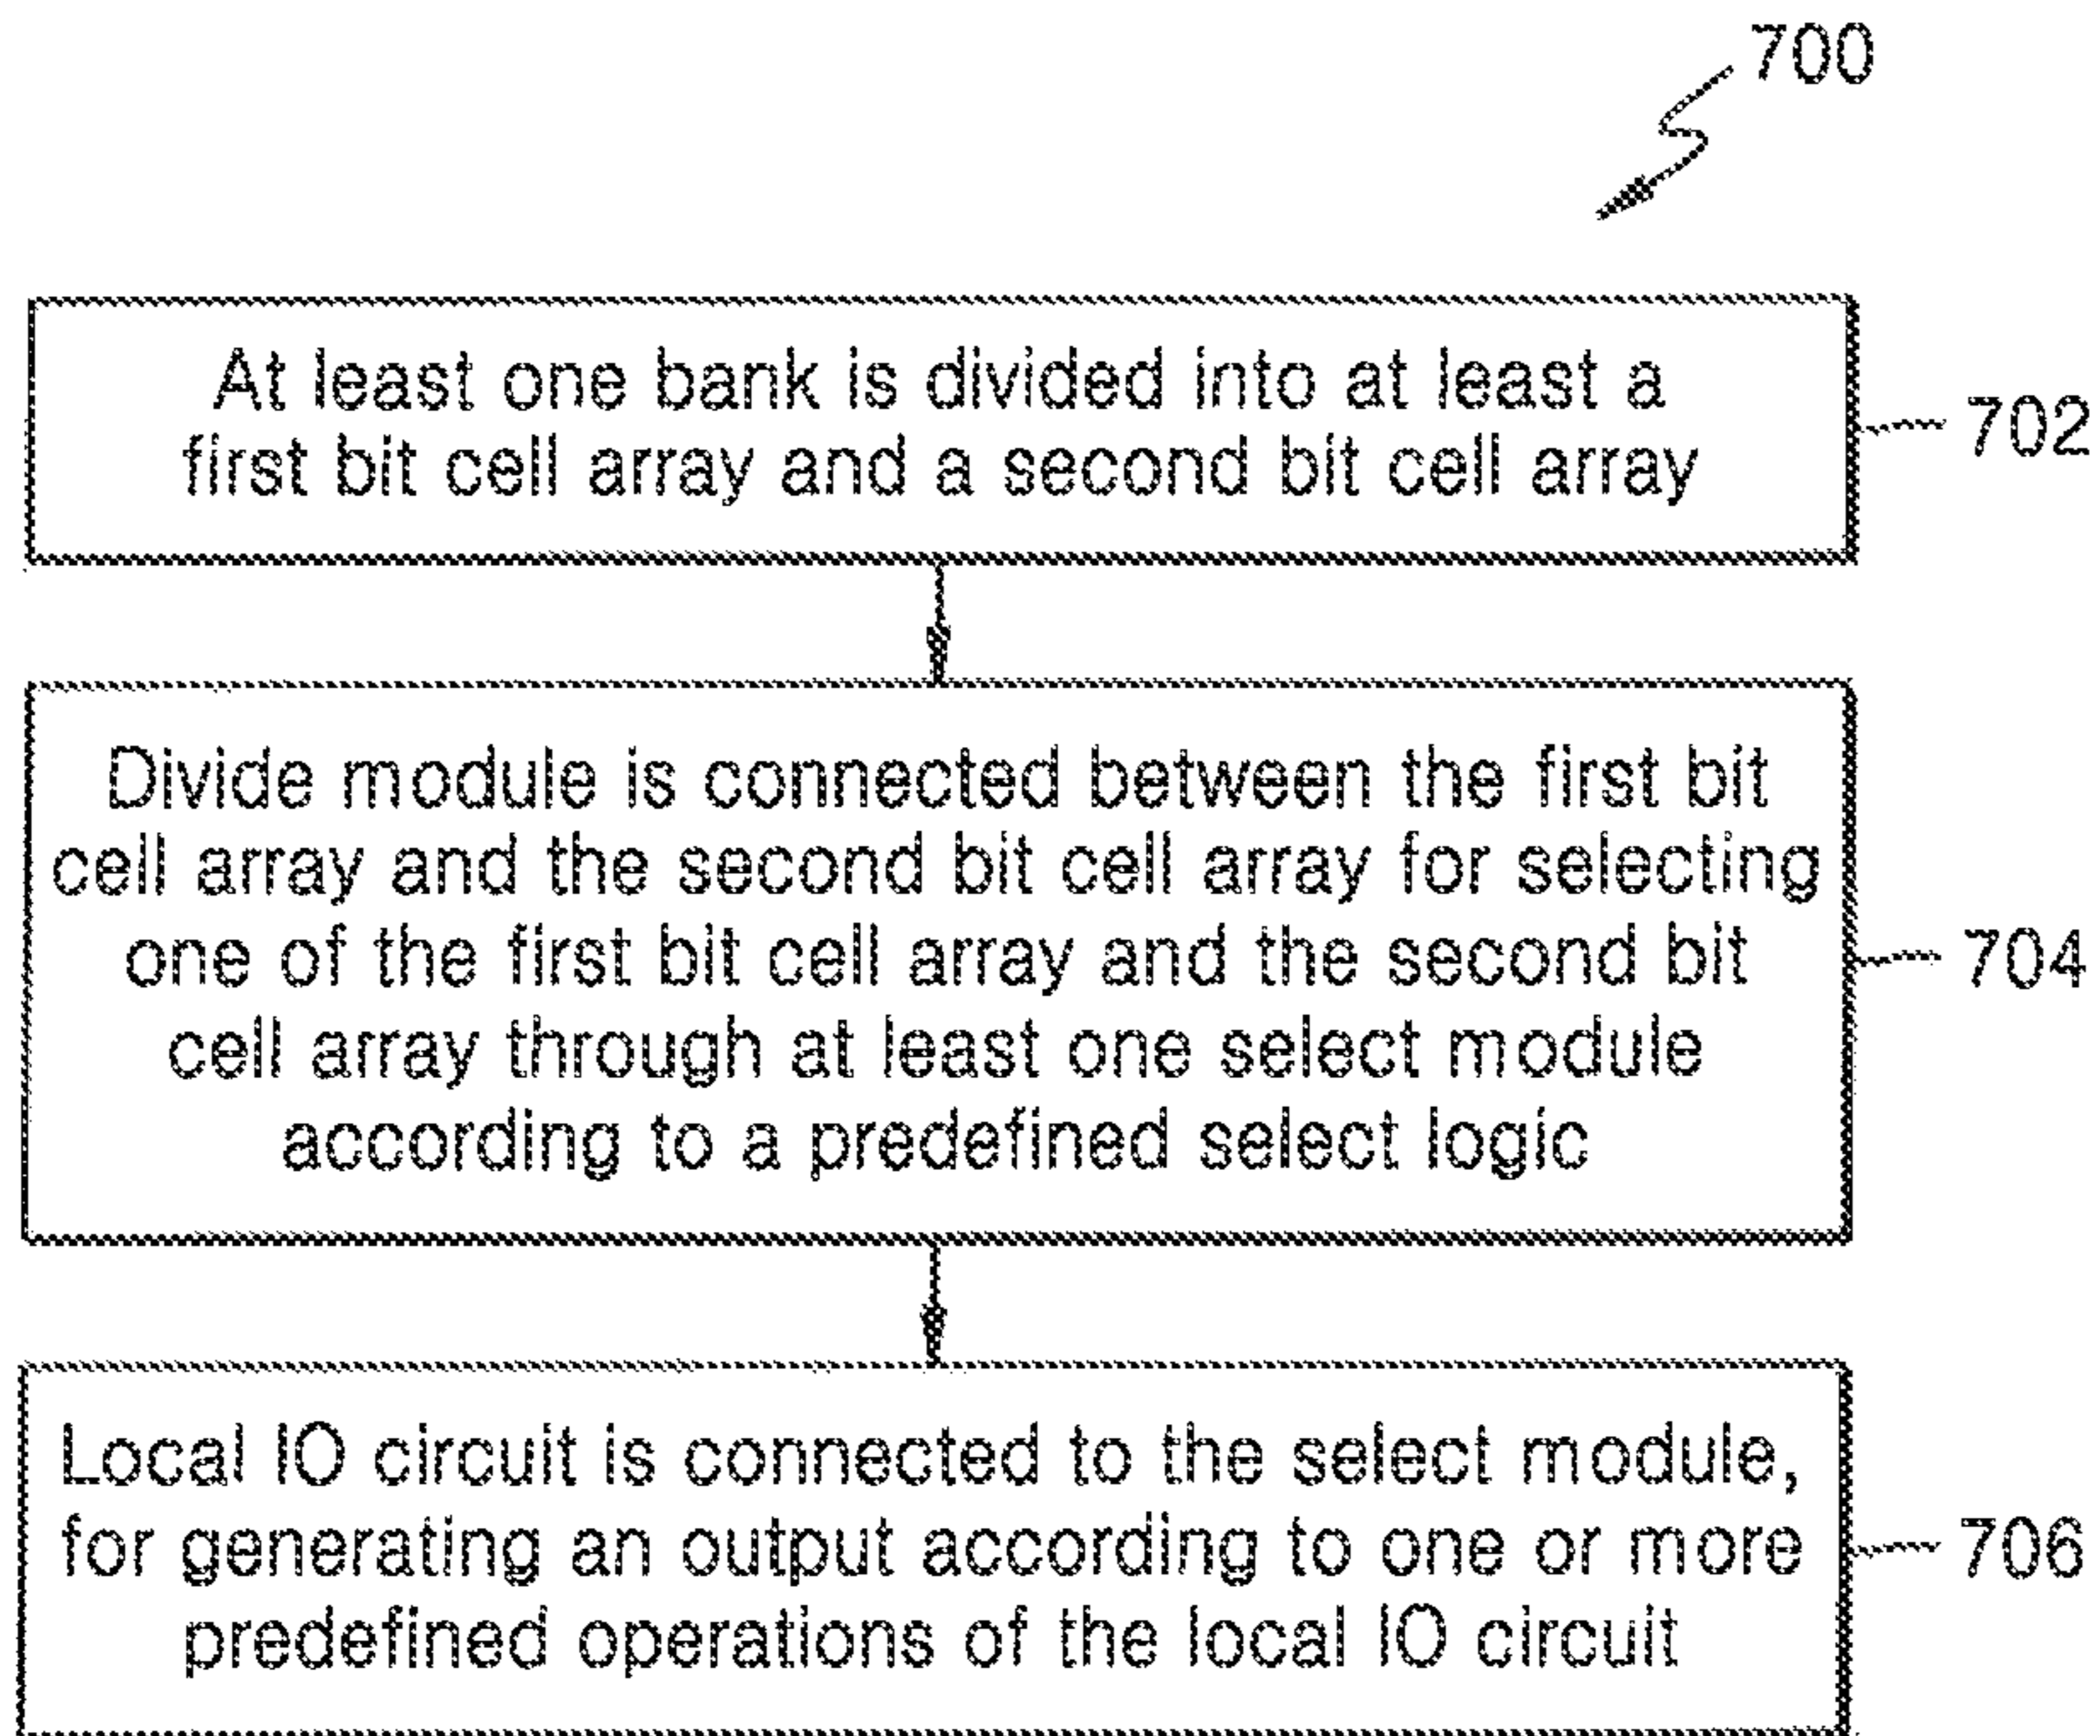 700
At least one bank is divided into at least a
first bit cell array and a second bit cell array
702
Divide module is connected between the first bit
cell array and the second bit cell array for selecting
one of the first bit cell array and the second bit
cell array through at least one select module
according to a predefined select logic
704
Local IO circuit is connected to the select module,
for generating an output according to one or more
predefined operations of the local IO circuit
706